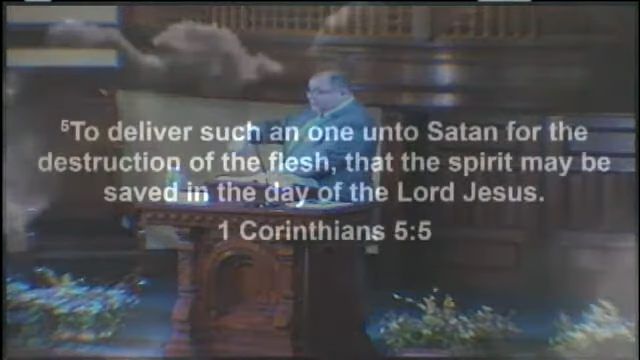 ⁵To deliver such an one unto Satan for the
destruction of the flesh, that the spirit may be
saved in the day of the Lord Jesus.
1 Corinthians 5:5